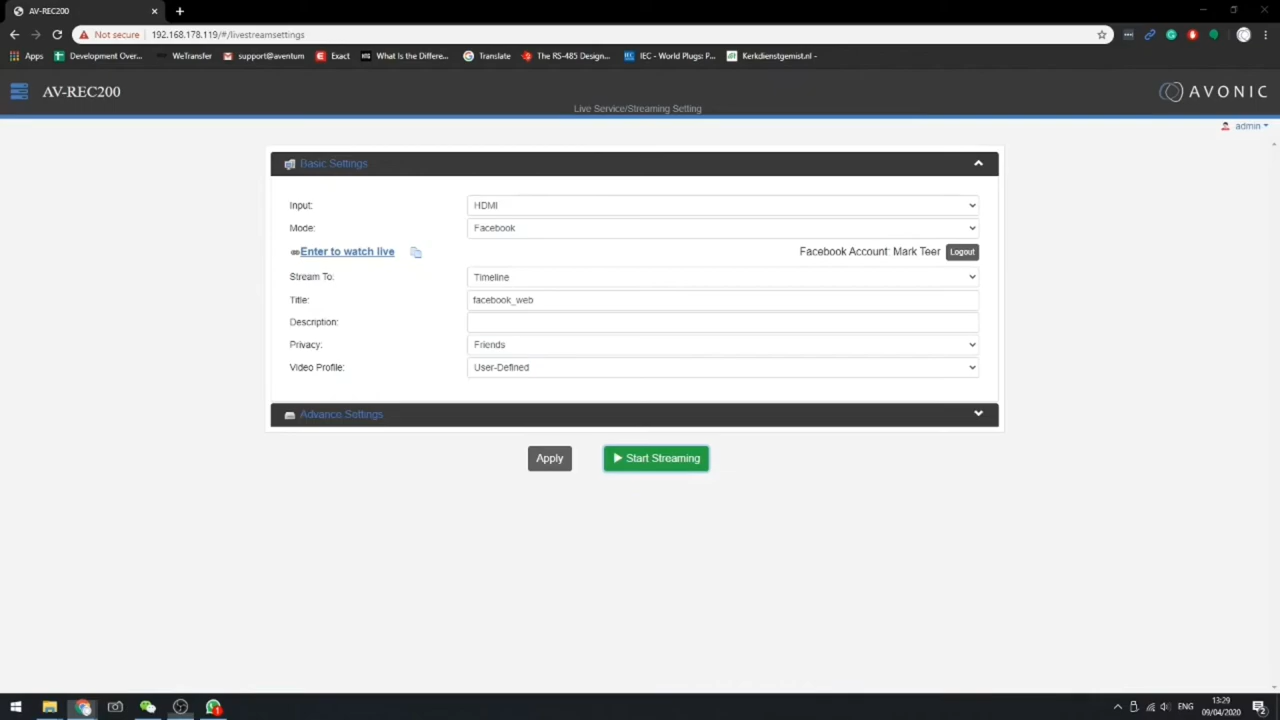 AV-REC200
Not secure 192.168.178.119/#/livestreamsettings
Apps Development Over... WeTransfer support@aventum Exact What Is the Differe... Translate The RS-485 Design... IEC - World Plugs: P... Kerkdienstgemist.nl -
AV-REC200
AVONIC
Live Service/Streaming Setting
admin
Basic Settings
Input: HDMI
Mode: Facebook
Enter to watch live Facebook Account: Mark Teer Logout
Stream To: Timeline
Title: facebook_web
Description:
Privacy: Friends
Video Profile: User-Defined
Advance Settings
Apply Start Streaming
13:29
ENG
09/04/2020